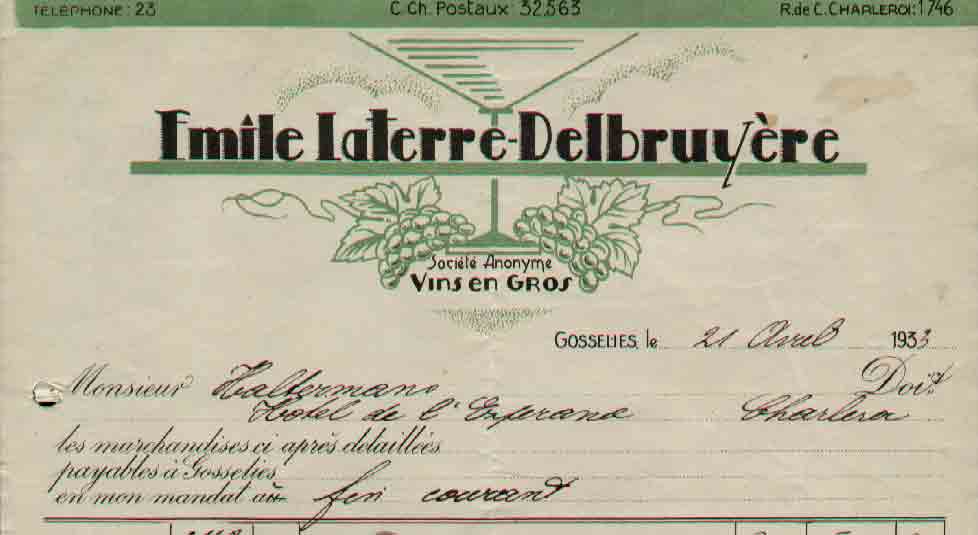 TELEPHONE: 23 C. Ch. Postaux: 32.563 R. de C. CHARLEROI: 1746
Emile Laterre-Delbruyère
Société Anonyme
Vins en Gros
GOSSELIES, le 21 Avril 1933
Monsieur Haltermans Doit
Hotel de l'Esperance Charleroi
les marchandises ci après détaillées
payables à Gosselies
en mon mandat au fin courant